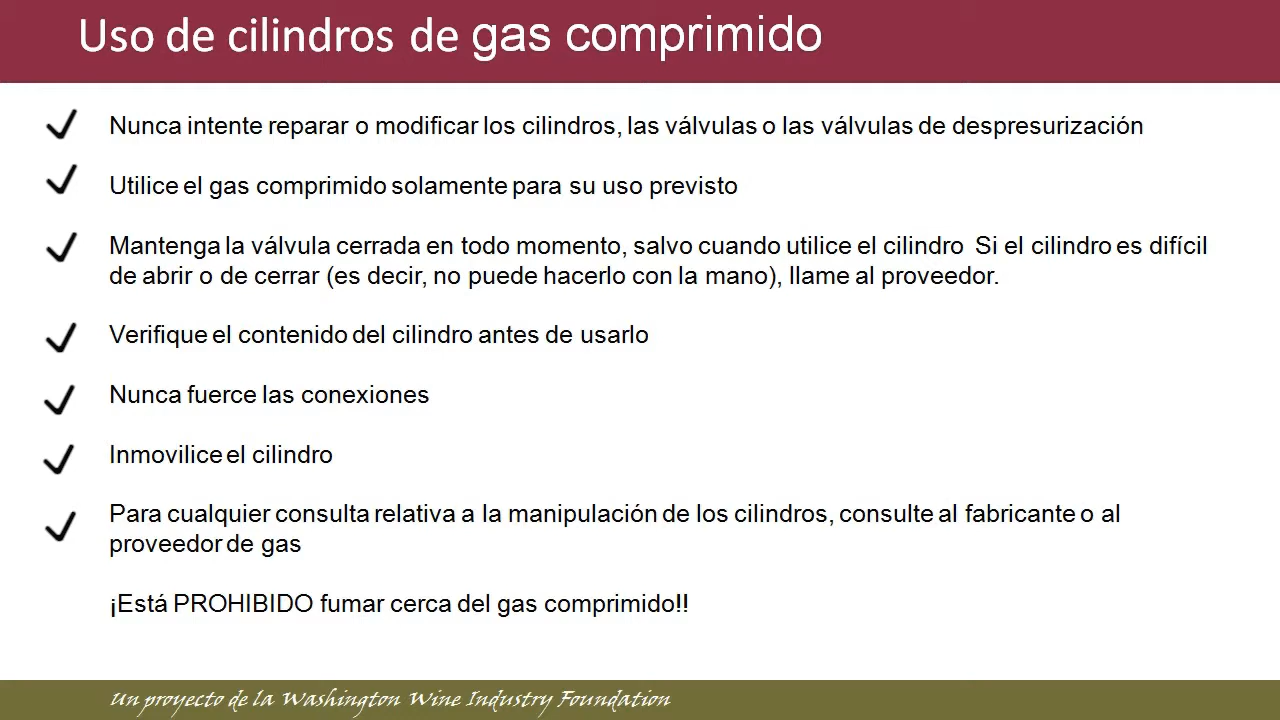 Uso de cilindros de gas comprimido
Nunca intente reparar o modificar los cilindros, las válvulas o las válvulas de despresurización
Utilice el gas comprimido solamente para su uso previsto
Mantenga la válvula cerrada en todo momento, salvo cuando utilice el cilindro  Si el cilindro es difícil
de abrir o de cerrar (es decir, no puede hacerlo con la mano), llame al proveedor.
Verifique el contenido del cilindro antes de usarlo
Nunca fuerce las conexiones
Inmovilice el cilindro
Para cualquier consulta relativa a la manipulación de los cilindros, consulte al fabricante o al
proveedor de gas
¡Está PROHIBIDO fumar cerca del gas comprimido!!
Un proyecto de la Washington Wine Industry Foundation